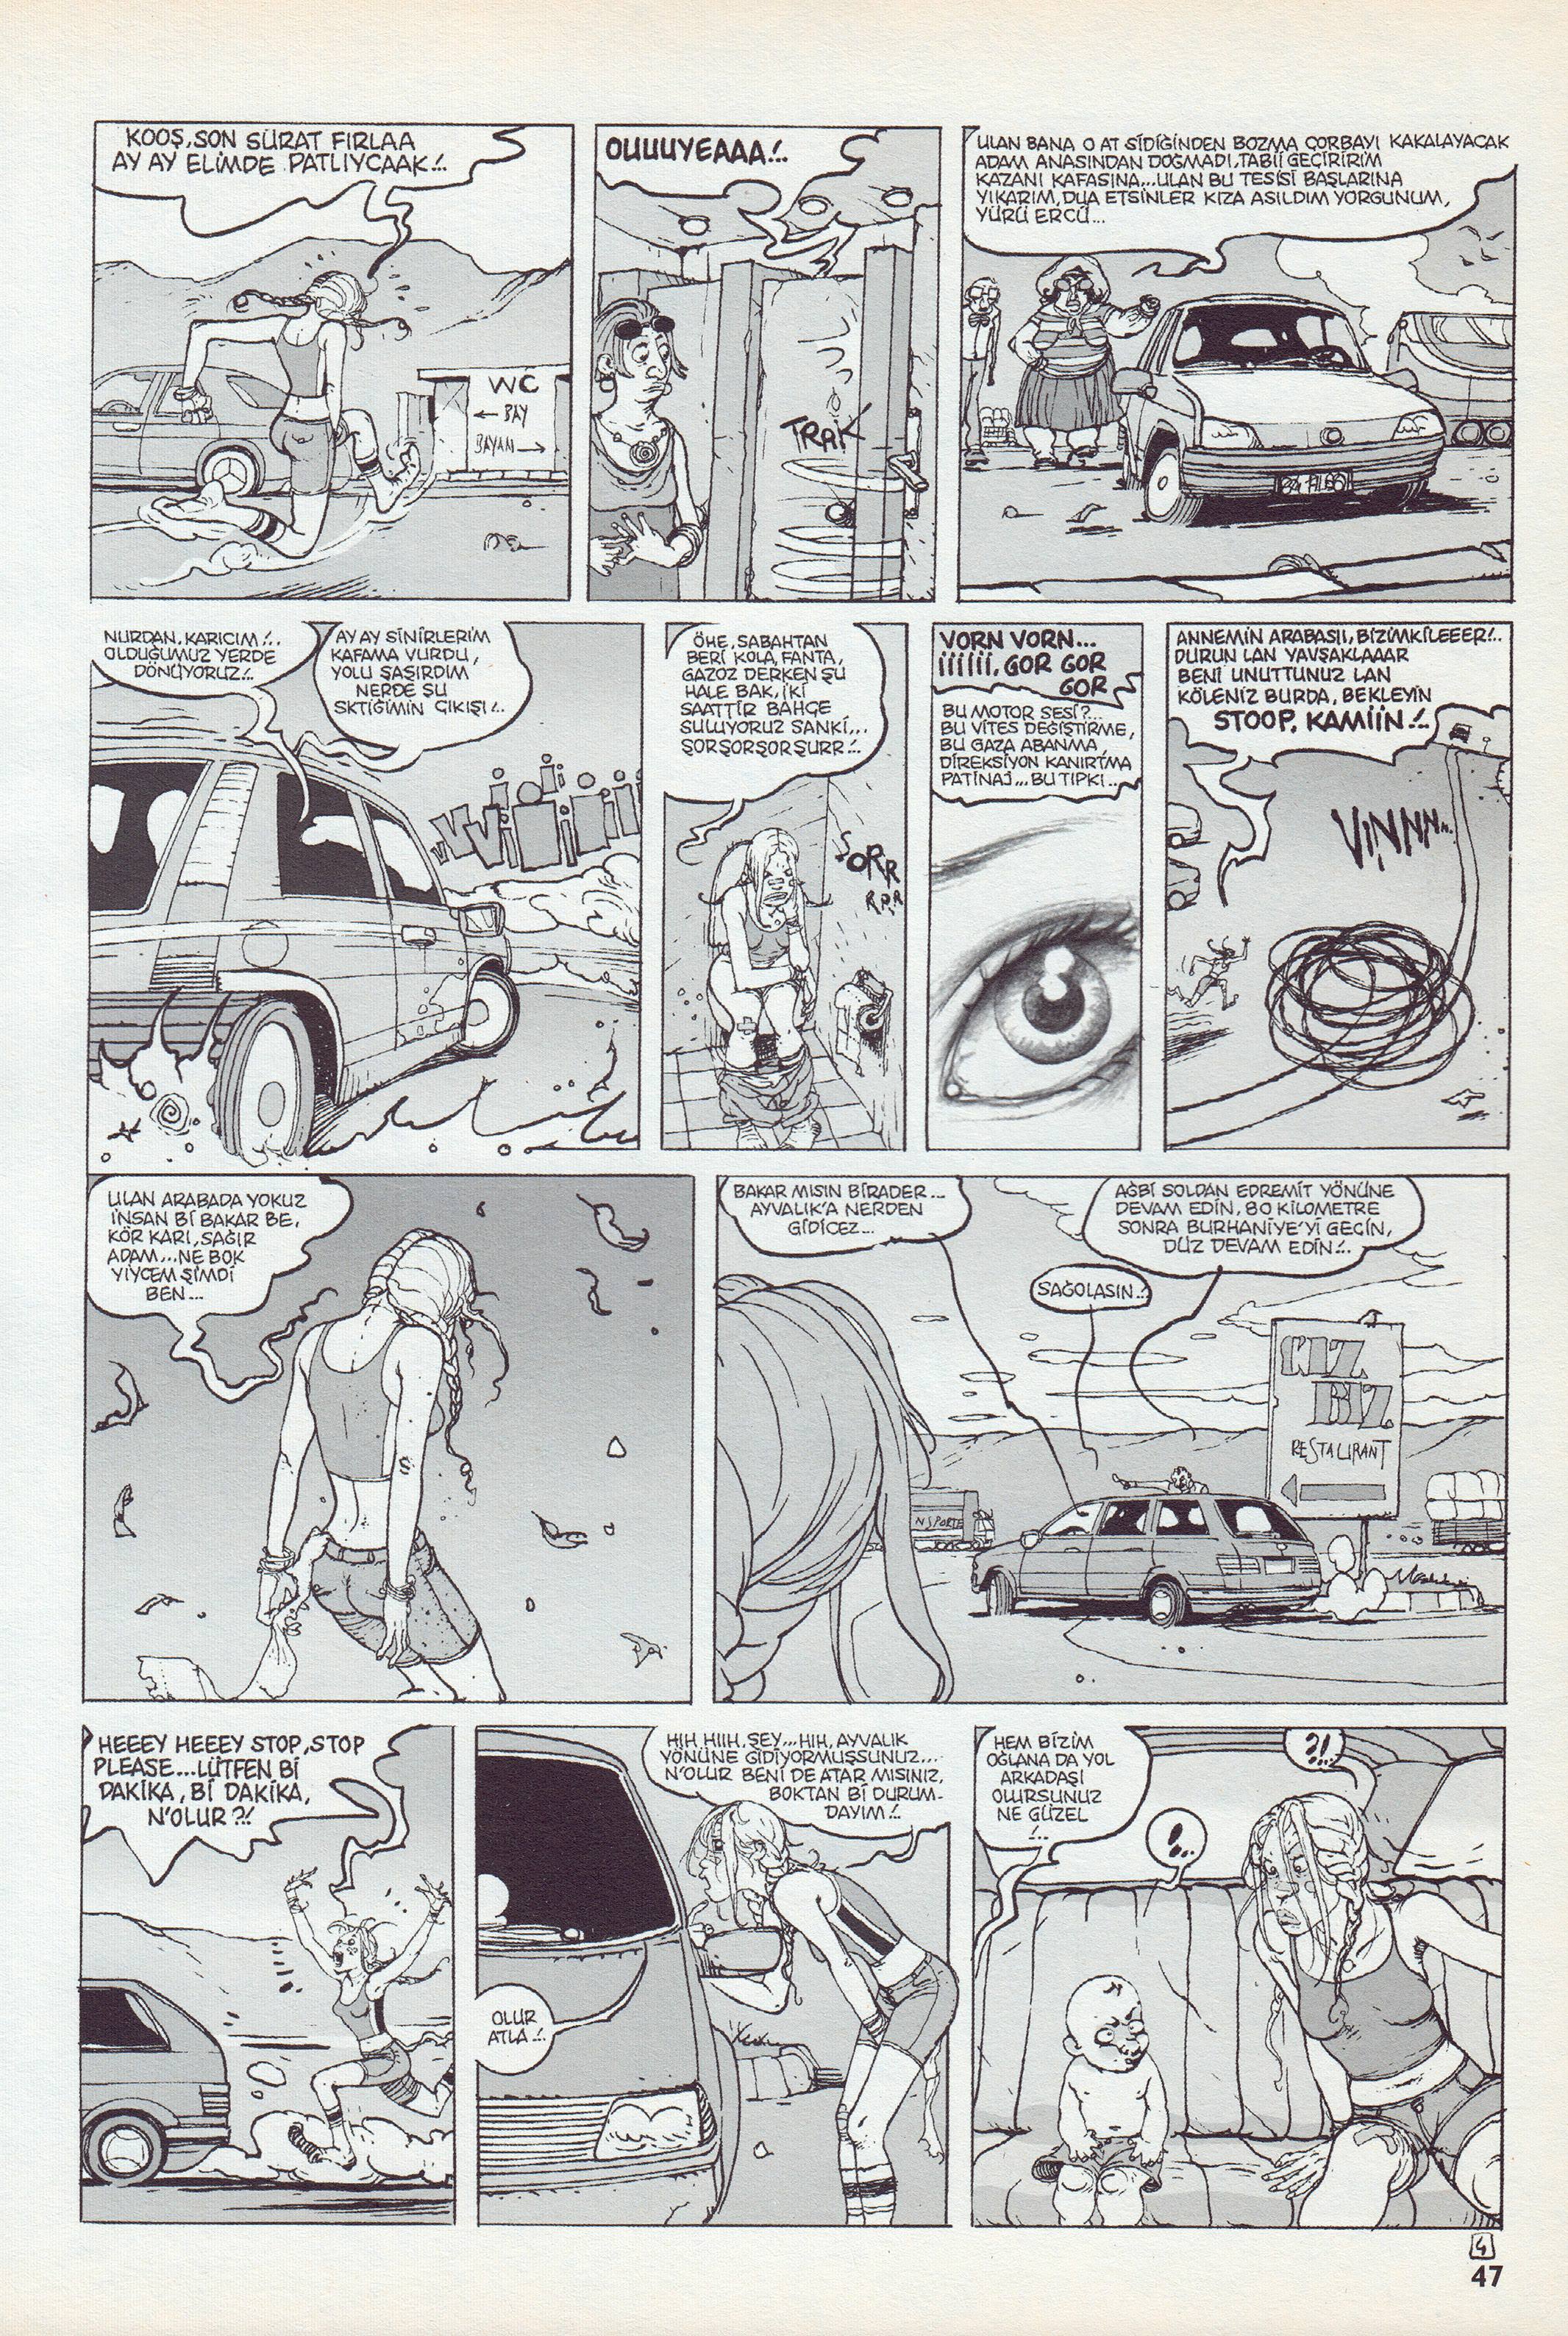 KOOŞ, SON SÜRAT FIRLAA
AY AY ELİMDE PATLIYCAAK!..
WC
← BAY
BAYAN →
OUUUYEAAA!..
TRAK
ULAN BANA O AT SİDİĞİNDEN BOZMA ÇORBAYI KAKALAYACAK
ADAM ANASINDAN DOĞMADI, TABİİ GEÇİRİRİM
KAZANI KAFASINA... ULAN BU TESİSİ BAŞLARINA
YIKARIM, DUA ETSİNLER KIZA ASILDIM YORGUNUM,
YÜRÜ ERCÜ...
NURDAN, KARICIM!..
OLDUĞUMUZ YERDE
DÖNÜYORUZ!..
AY AY SİNİRLERİM
KAFAMA VURDU,
YOLU ŞAŞIRDIM
NERDE ŞU
SKTİĞİMİN ÇIKIŞI!..
VViiiiiii
ÖHE, SABAHTAN
BERİ KOLA, FANTA,
GAZOZ DERKEN ŞU
HALE BAK, İKİ
SAATTİR BAHÇE
SULUYORUZ SANKİ...
ŞORŞORŞORŞURR!..
ŞORR
RRR
VORN VORN...
İİİİİİ, GOR GOR
GOR
BU MOTOR SESİ?...
BU VİTES DEĞİŞTİRME,
BU GAZA ABANMA,
DİREKSİYON KANIRTMA
PATİNAJ... BU TIPKI...
ANNEMİN ARABASII, BİZİMKİLEEER!..
DURUN LAN YAVŞAKLAAAR
BENİ UNUTTUNUZ LAN
KÖLENİZ BURDA, BEKLEYİN
STOOP, KAMİİN!..
VINNNN..
ULAN ARABADA YOKUZ
İNSAN Bİ BAKAR BE,
KÖR KARI, SAĞIR
ADAM... NE BOK
YİYCEM ŞİMDİ
BEN...
BAKAR MISIN BİRADER...
AYVALIK'A NERDEN
GİDİCEZ...
AĞBİ SOLDAN EDREMİT YÖNÜNE
DEVAM EDİN, 80 KİLOMETRE
SONRA BURHANİYE'Yİ GEÇİN,
DÜZ DEVAM EDİN!..
SAĞOLASIN..
CIZ
BIZ
RESTAURANT
NSPORTE
HEEEY HEEEY STOP, STOP
PLEASE... LÜTFEN Bİ
DAKİKA, Bİ DAKİKA,
N'OLUR?!
HIH HIIH, ŞEY... HIH, AYVALIK
YÖNÜNE GİDİYORMUŞSUNUZ...
N'OLUR BENİ DE ATAR MISINIZ,
BOKTAN Bİ DURUM-
DAYIM!..
OLUR
ATLA!..
HEM BİZİM
OĞLANA DA YOL
ARKADAŞI
OLURSUNUZ
NE GÜZEL
!...
!..
?!...
4
47